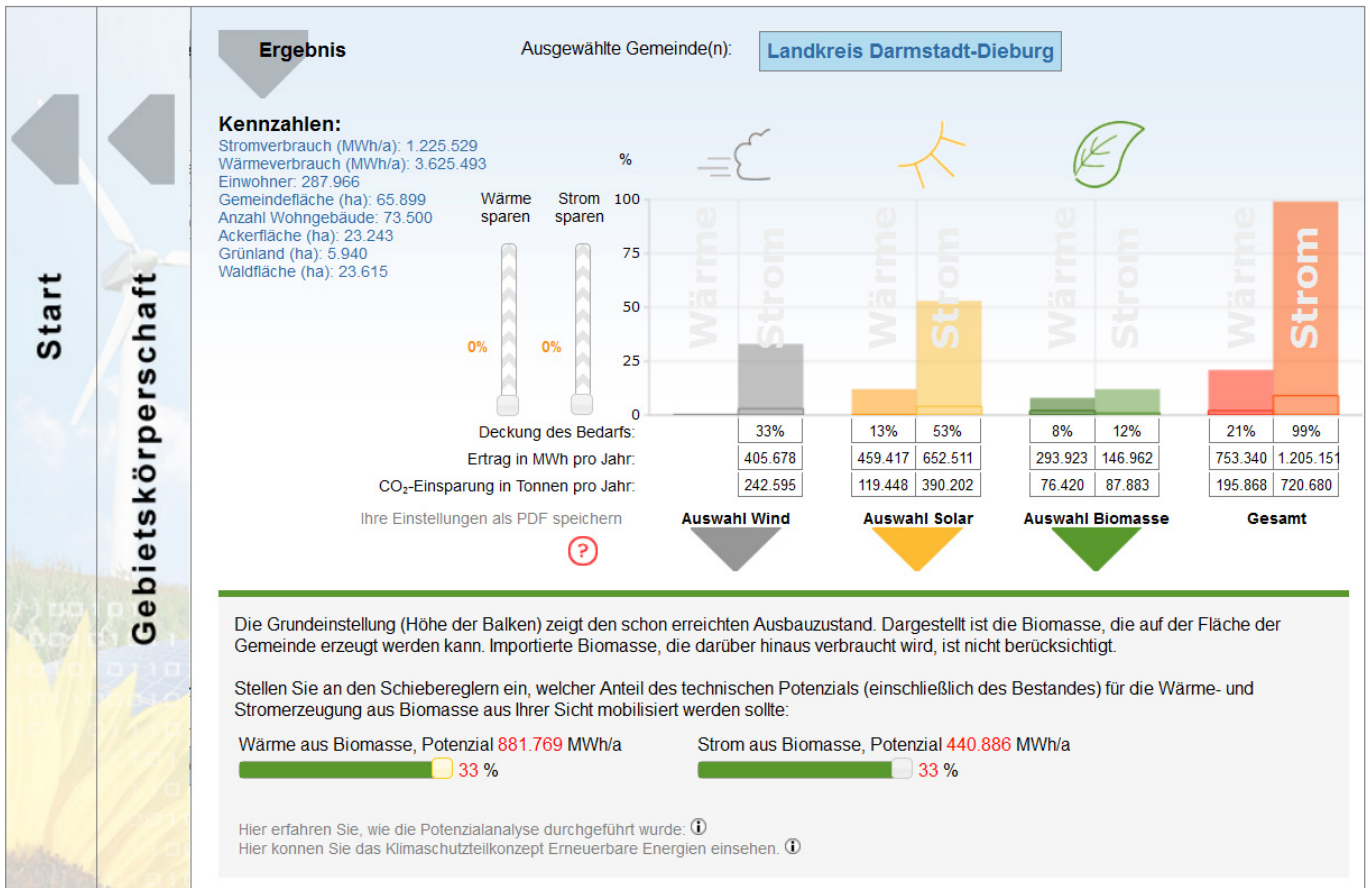 Start
Gebietskörperschaft
Ergebnis
Ausgewählte Gemeinde(n):
Landkreis Darmstadt-Dieburg
Kennzahlen:
Stromverbrauch (MWh/a): 1.225.529
Wärmeverbrauch (MWh/a): 3.625.493
Einwohner: 287.966
Gemeindefläche (ha): 65.899
Anzahl Wohngebäude: 73.500
Ackerfläche (ha): 23.243
Grünland (ha): 5.940
Waldfläche (ha): 23.615
Wärme sparen
Strom sparen
0%
0%
%
100
75
50
25
0
Wärme Strom
Wärme Strom
Wärme Strom
Wärme Strom
Deckung des Bedarfs: 33% 13% 53% 8% 12% 21% 99%
Ertrag in MWh pro Jahr: 405.678 459.417 652.511 293.923 146.962 753.340 1.205.151
CO₂-Einsparung in Tonnen pro Jahr: 242.595 119.448 390.202 76.420 87.883 195.868 720.680
Ihre Einstellungen als PDF speichern
?
Auswahl Wind Auswahl Solar Auswahl Biomasse Gesamt
Die Grundeinstellung (Höhe der Balken) zeigt den schon erreichten Ausbauzustand. Dargestellt ist die Biomasse, die auf der Fläche der
Gemeinde erzeugt werden kann. Importierte Biomasse, die darüber hinaus verbraucht wird, ist nicht berücksichtigt.
Stellen Sie an den Schiebereglern ein, welcher Anteil des technischen Potenzials (einschließlich des Bestandes) für die Wärme- und
Stromerzeugung aus Biomasse aus Ihrer Sicht mobilisiert werden sollte:
Wärme aus Biomasse, Potenzial 881.769 MWh/a
33 %
Strom aus Biomasse, Potenzial 440.886 MWh/a
33 %
Hier erfahren Sie, wie die Potenzialanalyse durchgeführt wurde: i
Hier konnen Sie das Klimaschutzteilkonzept Erneuerbare Energien einsehen. i